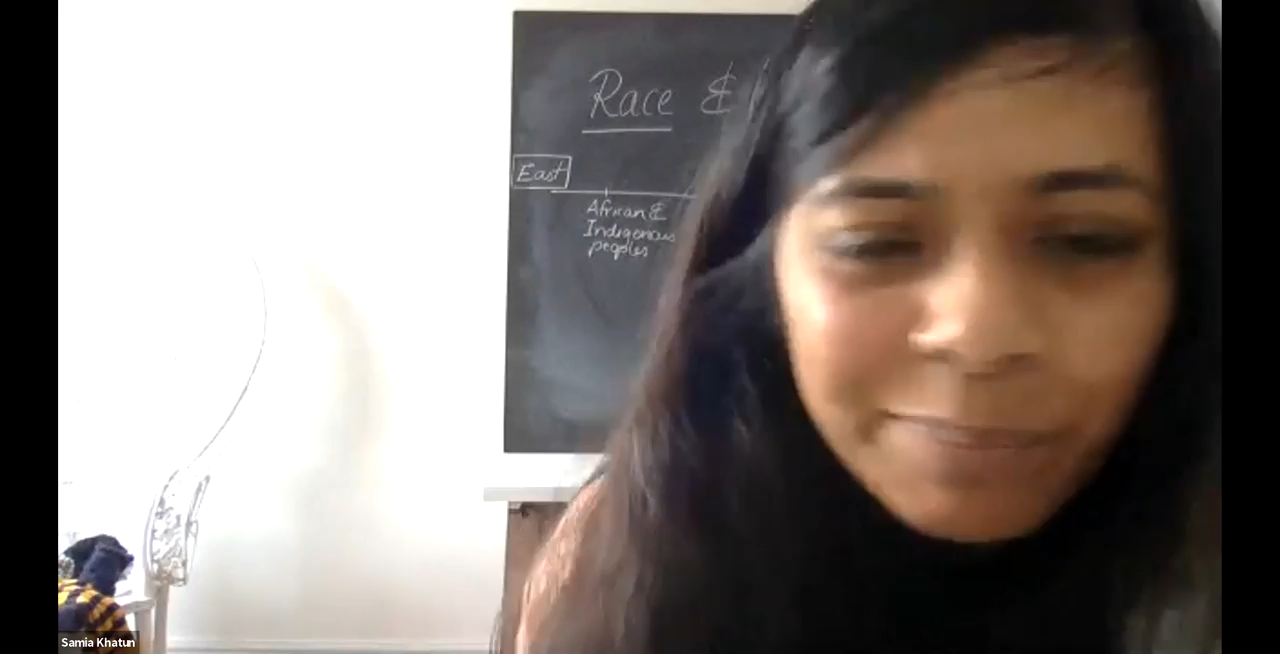 Race &
East
African &
Indigenous
peoples
Samia Khatun